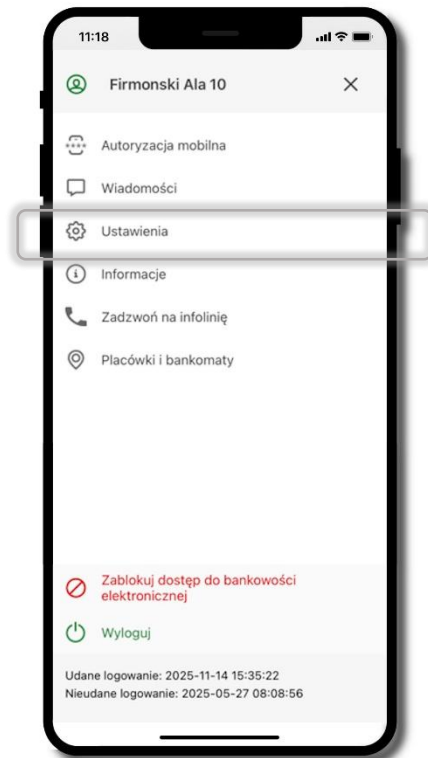 11:18
Firmonski Ala 10
Autoryzacja mobilna
Wiadomości
Ustawienia
Informacje
Zadzwoń na infolinię
Placówki i bankomaty
Zablokuj dostęp do bankowości
elektronicznej
Wyloguj
Udane logowanie: 2025-11-14 15:35:22
Nieudane logowanie: 2025-05-27 08:08:56